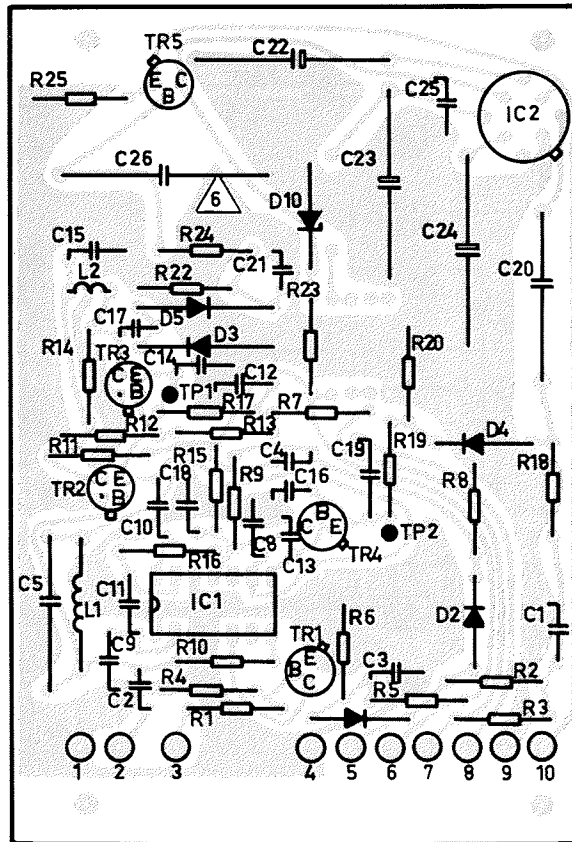 TR5
C22
R25
E C
B
C25
IC2
C26
6
C23
D10
C24
C15
R24
C21
C20
L2
R22
R23
D5
C17
D3
R14
TR3
C14
R20
C E
B
C12
TP1
R17
R7
R12
R13
R11
C4
C19
R19
D4
R15
R9
C16
R18
TR2
C18
R8
C E
B
C10
C8
C13
B
C E
TP2
TR4
R16
C5
L1
C11
IC1
R6
D2
C1
TR1
C9
R10
E
B
C
C3
R2
C2
R4
R5
R1
R3
1 2 3 4 5 6 7 8 9 10